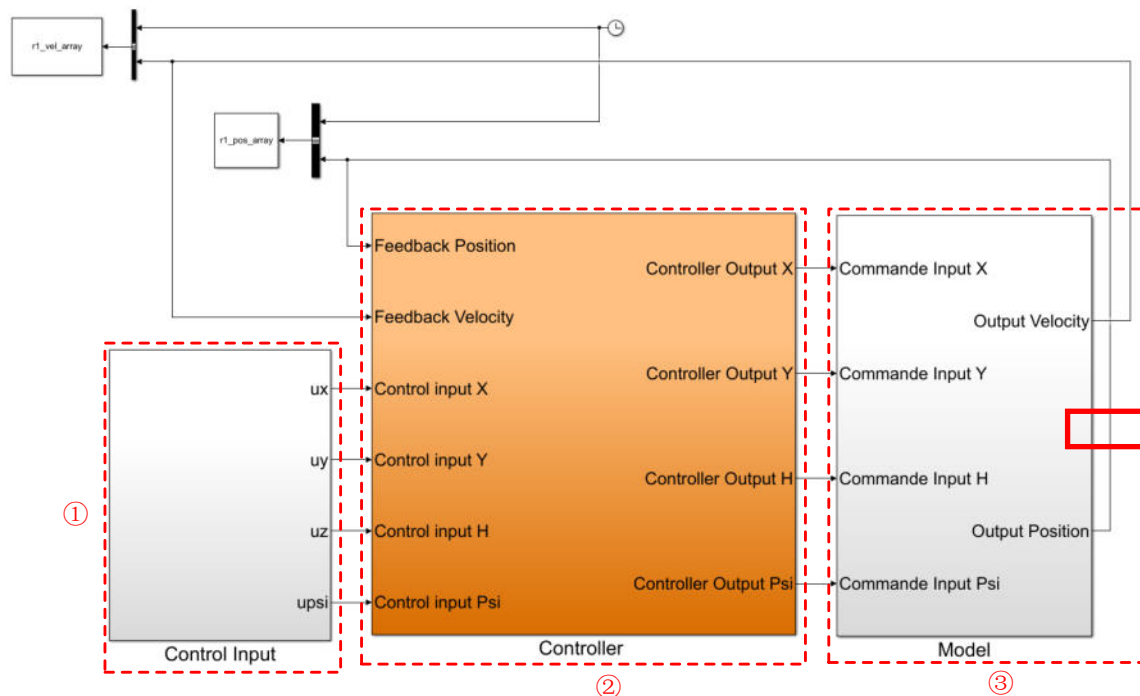 r1_vel_array
r1_pos_array
Feedback Position
Feedback Velocity
Control input X
Control input Y
Control input H
Control input Psi
Controller Output X
Controller Output Y
Controller Output H
Controller Output Psi
Controller
②
ux
uy
uz
upsi
Control Input
①
Commande Input X
Commande Input Y
Commande Input H
Commande Input Psi
Output Velocity
Output Position
Model
③